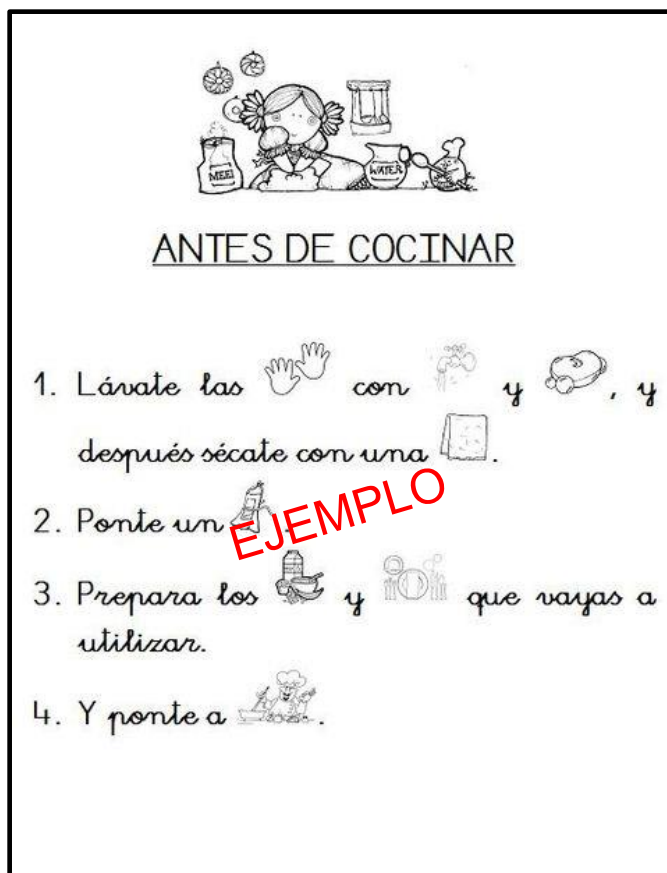 MEEL
WATER
ANTES DE COCINAR
1. Lávate las con y , y
después sécate con una .
2. Ponte un
EJEMPLO
3. Prepara los y que vayas a
utilizar.
4. Y ponte a .